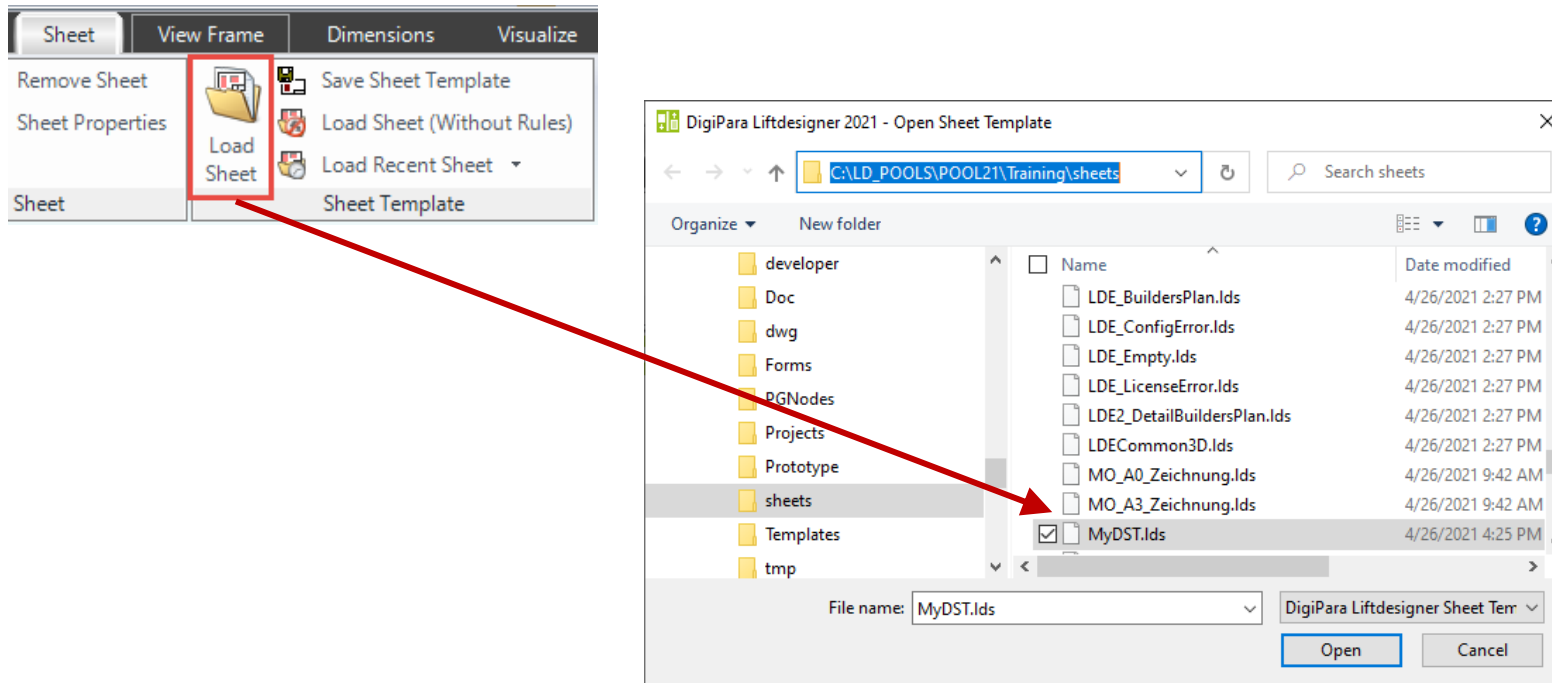 Sheet View Frame Dimensions Visualize
Remove Sheet
Sheet Properties
Load
Sheet
Save Sheet Template
Load Sheet (Without Rules)
Load Recent Sheet
Sheet
Sheet Template
DigiPara Liftdesigner 2021 - Open Sheet Template
C:\LD_POOLS\POOL21\Training\sheets
Search sheets
Organize New folder
developer
Doc
dwg
Forms
PGNodes
Projects
Prototype
sheets
Templates
tmp
Name Date modified
LDE_BuildersPlan.lds 4/26/2021 2:27 PM
LDE_ConfigError.lds 4/26/2021 2:27 PM
LDE_Empty.lds 4/26/2021 2:27 PM
LDE_LicenseError.lds 4/26/2021 2:27 PM
LDE2_DetailBuildersPlan.lds 4/26/2021 2:27 PM
LDECommon3D.lds 4/26/2021 2:27 PM
MO_A0_Zeichnung.lds 4/26/2021 9:42 AM
MO_A3_Zeichnung.lds 4/26/2021 9:42 AM
MyDST.lds 4/26/2021 4:25 PM
File name: MyDST.lds
DigiPara Liftdesigner Sheet Tem
Open Cancel